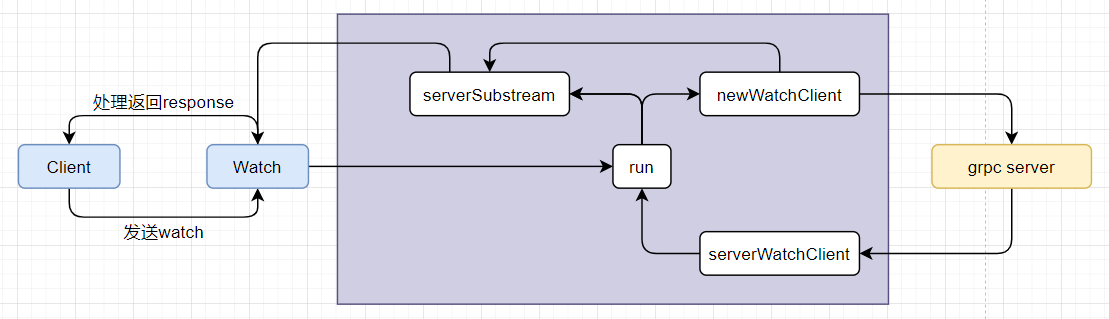 处理返回response
serverSubstream
newWatchClient
Client
Watch
run
grpc server
发送watch
serverWatchClient